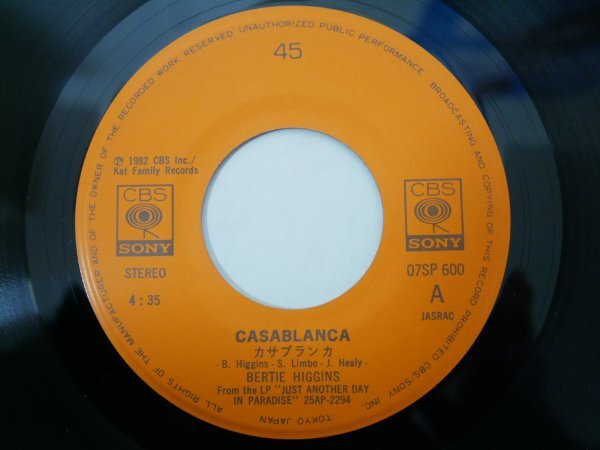 ALL RIGHTS OF THE MANUFACTURER AND OF THE OWNER OF THE RECORDED WORK RESERVED UNAUTHORIZED PUBLIC PERFORMANCE BROADCASTING AND COPYING OF THIS RECORD PROHIBITED CBS/SONY INC. TOKYO JAPAN
45
℗ 1982 CBS Inc./
Kat Family Records
CBS
SONY
STEREO
4:35
CBS
SONY
07SP 600
A
JASRAC
CASABLANCA
カサブランカ
- B. Higgins - S. Limbo - J. Healy -
BERTIE HIGGINS
From the LP "JUST ANOTHER DAY
IN PARADISE" 25AP-2294